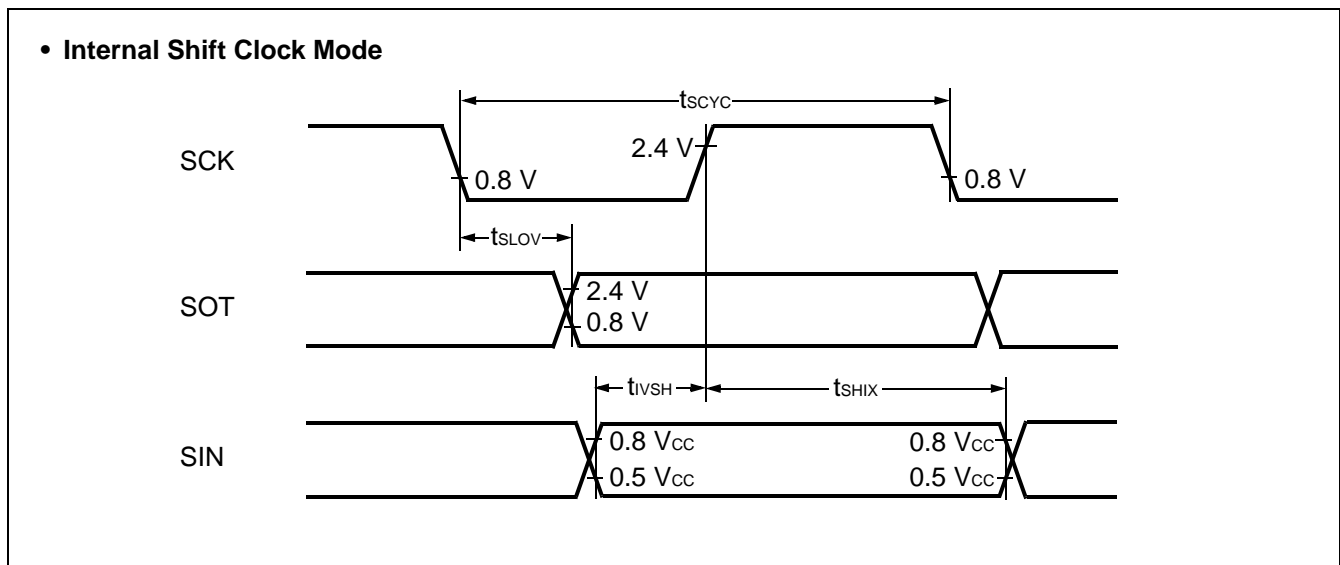 • Internal Shift Clock Mode
tSCYC
SCK
2.4 V
0.8 V
0.8 V
tSLOV
SOT
2.4 V
0.8 V
tIVSH
tSHIX
SIN
0.8 VCC
0.8 VCC
0.5 VCC
0.5 VCC